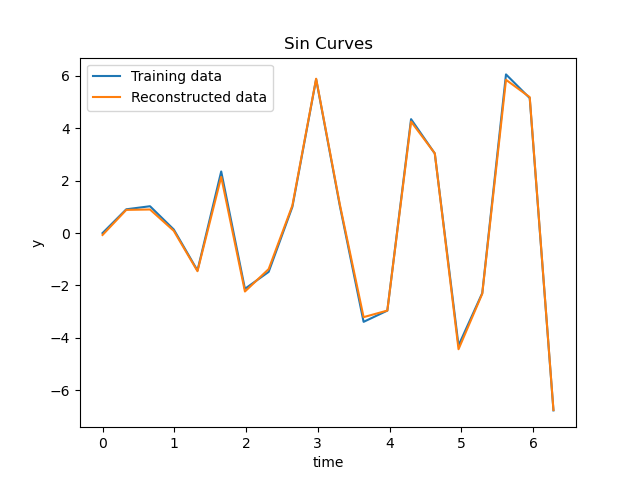 Sin Curves
Training data
Reconstructed data
6
4
2
0
−2
−4
−6
y
0 1 2 3 4 5 6
time